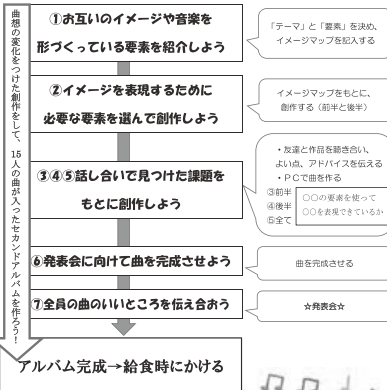 曲想の変化をつけた創作をして、15人の曲が入ったセカンドアルバムを作ろう！
①お互いのイメージや音楽を
形づくっている要素を紹介しよう
「テーマ」と「要素」を決め、
イメージマップを記入する
②イメージを表現するために
必要な要素を選んで創作しよう
イメージマップをもとに、
創作する（前半と後半）
③④⑤話し合いで見つけた課題を
もとに創作しよう
・友達と作品を聴き合い、
よい点、アドバイスを伝える
・ＰＣで曲を作る
③前半
④後半
⑤全て
○○の要素を使って
○○を表現できているか
⑥発表会に向けて曲を完成させよう
曲を完成させる
⑦全員の曲のいいところを伝え合おう
☆発表会☆
アルバム完成→給食時にかける